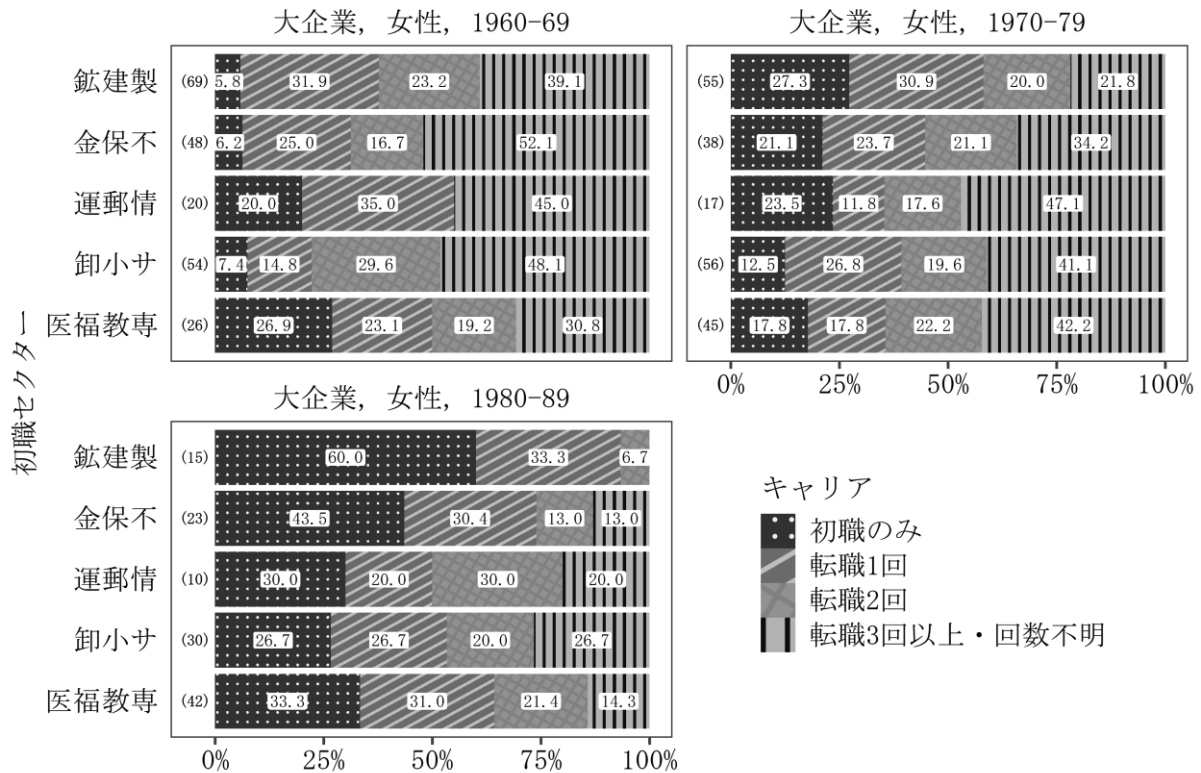 大企業, 女性, 1960-69
鉱建製 (69) 5.8 31.9 23.2 39.1
金保不 (48) 6.2 25.0 16.7 52.1
運郵情 (20) 20.0 35.0 45.0
卸小サ (54) 7.4 14.8 29.6 48.1
医福教専 (26) 26.9 23.1 19.2 30.8
大企業, 女性, 1970-79
(55) 27.3 30.9 20.0 21.8
(38) 21.1 23.7 21.1 34.2
(17) 23.5 11.8 17.6 47.1
(56) 12.5 26.8 19.6 41.1
(45) 17.8 17.8 22.2 42.2
0% 25% 50% 75% 100%
初職セクター
大企業, 女性, 1980-89
鉱建製 (15) 60.0 33.3 6.7
金保不 (23) 43.5 30.4 13.0 13.0
運郵情 (10) 30.0 20.0 30.0 20.0
卸小サ (30) 26.7 26.7 20.0 26.7
医福教専 (42) 33.3 31.0 21.4 14.3
0% 25% 50% 75% 100%
キャリア
初職のみ
転職1回
転職2回
転職3回以上・回数不明